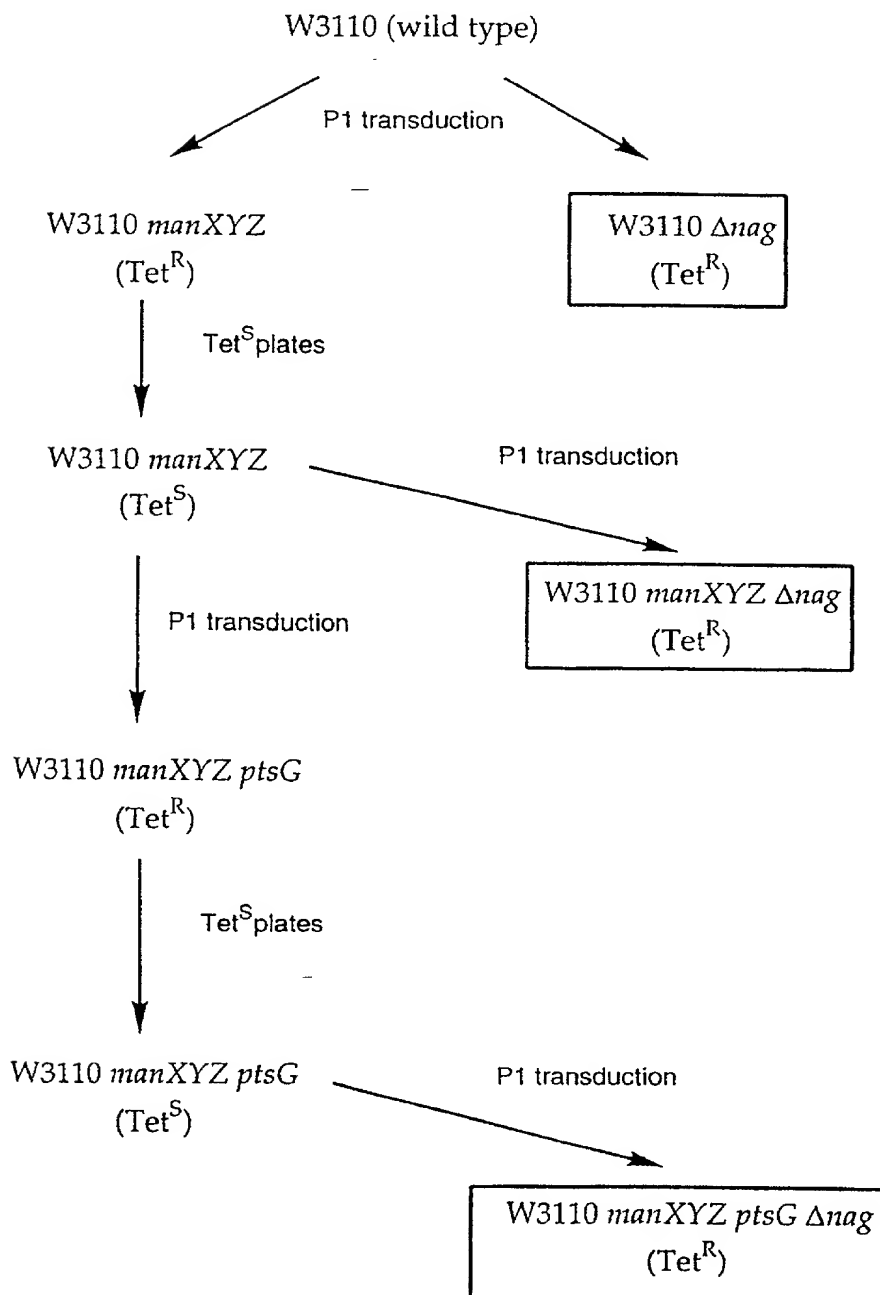 W3110 (wild type)
P1 transduction
W3110 manXYZ
(Tet^R)
W3110 Δnag
(Tet^R)
Tet^S plates
W3110 manXYZ
(Tet^S)
P1 transduction
W3110 manXYZ Δnag
(Tet^R)
P1 transduction
W3110 manXYZ ptsG
(Tet^R)
Tet^S plates
W3110 manXYZ ptsG
(Tet^S)
P1 transduction
W3110 manXYZ ptsG Δnag
(Tet^R)